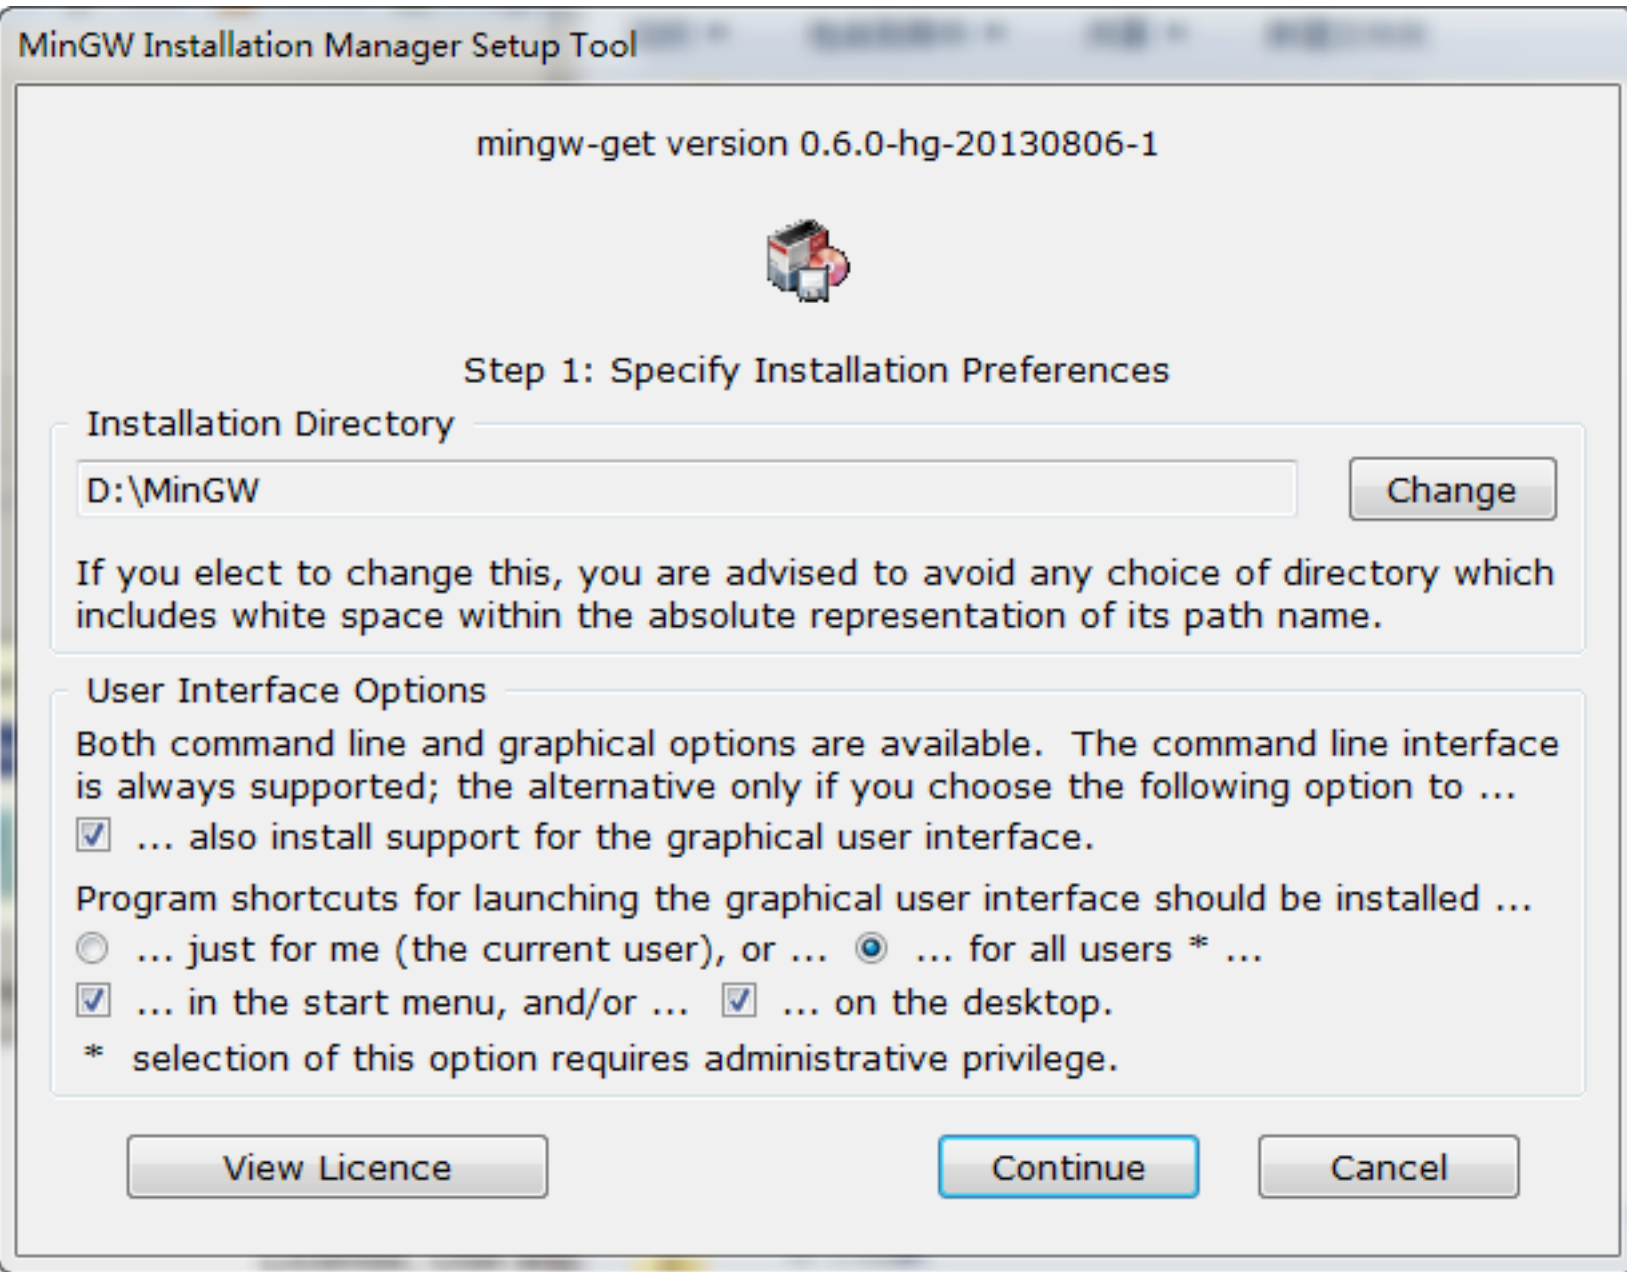 MinGW Installation Manager Setup Tool
mingw-get version 0.6.0-hg-20130806-1
Step 1: Specify Installation Preferences
Installation Directory
D:\MinGW
Change
If you elect to change this, you are advised to avoid any choice of directory which
includes white space within the absolute representation of its path name.
User Interface Options
Both command line and graphical options are available.  The command line interface
is always supported; the alternative only if you choose the following option to ...
... also install support for the graphical user interface.
Program shortcuts for launching the graphical user interface should be installed ...
... just for me (the current user), or ... ... for all users * ...
... in the start menu, and/or ... ... on the desktop.
* selection of this option requires administrative privilege.
View Licence Continue Cancel